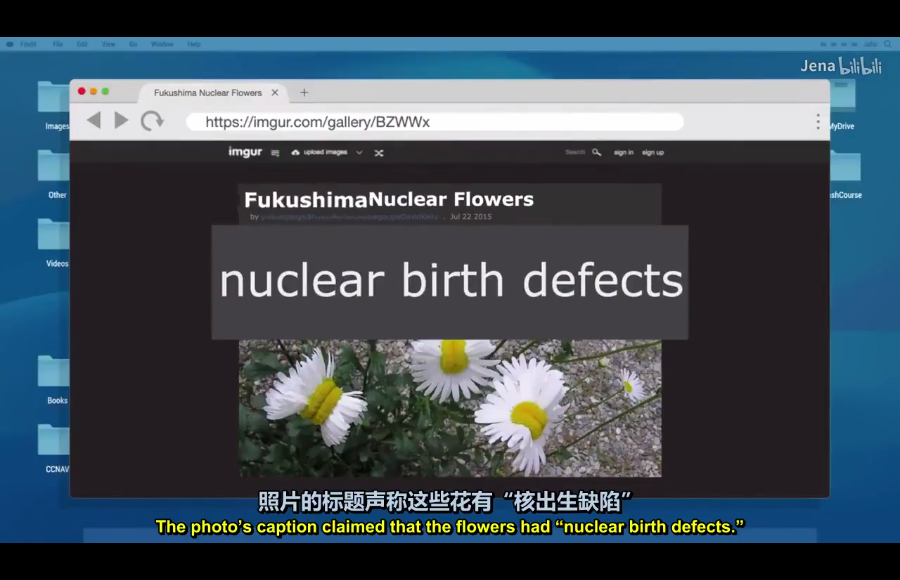 Finder File Edit View Go Window Help
Jena bilibili
Fukushima Nuclear Flowers
https://imgur.com/gallery/BZWWx
Images
MyDrive
imgur upload images Search sign in sign up
Other
shCourse
FukushimaNuclear Flowers
by
. Jul 22 2015
Videos
nuclear birth defects
Books
CCNAV
照片的标题声称这些花有“核出生缺陷”
The photo’s caption claimed that the flowers had “nuclear birth defects.”